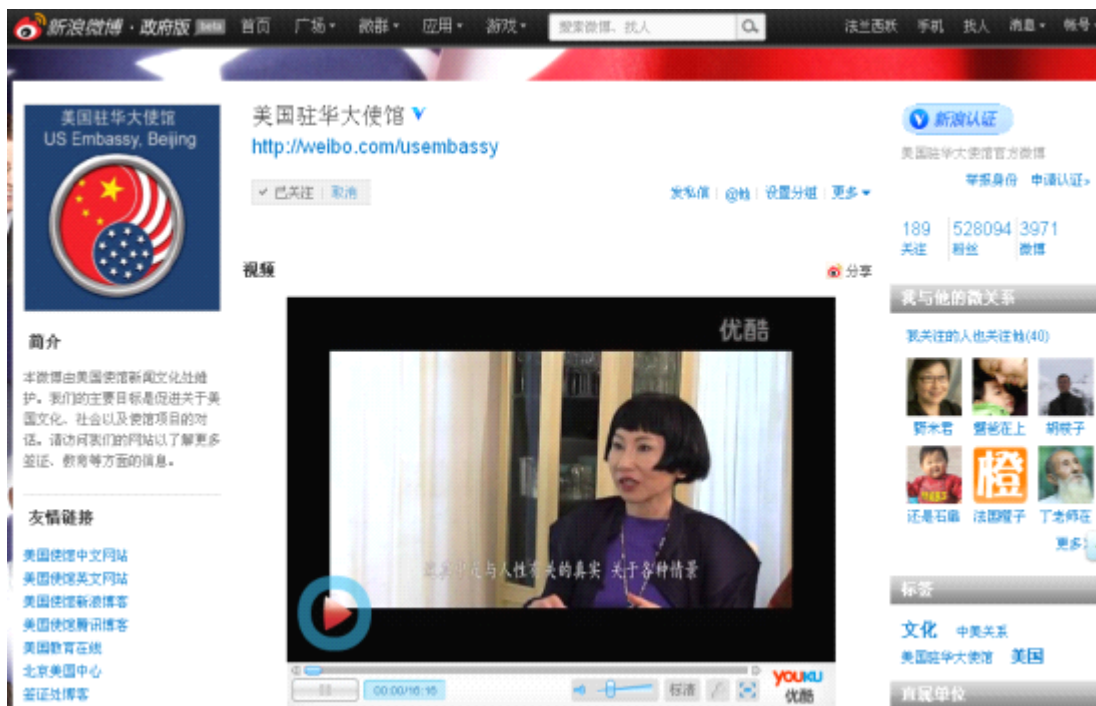 新浪微博·政府版 beta 首页 广场 微群 应用 游戏 搜索微博、找人 法兰西跃 手机 找人 消息 帐号
美国驻华大使馆
US Embassy, Beijing
简介
本微博由美国使馆新闻文化处维
护。我们的主要目标是促进关于美
国文化、社会以及使馆项目的对
话。请访问我们的网站以了解更多
签证、教育等方面的信息。
友情链接
美国使馆中文网站
美国使馆英文网站
美国使馆新浪博客
美国使馆腾讯博客
美国教育在线
北京美国中心
签证处博客
美国驻华大使馆
http://weibo.com/usembassy
已关注 | 取消
发私信 | @他 | 设置分组 | 更多
视频
分享
优酷
与人性有关的真实 关于各种情景
00:00/16:16
标清
YOUKU
优酷
新浪认证
美国驻华大使馆官方微博
举报身份 申请认证»
189 528094 3971
关注 粉丝 微博
我与他的微关系
我关注的人也关注他(40)
野米君 爸在上 胡 子
还是石 法国橙子 丁老师在
橙
更多
标签
文化 中美关系
美国驻华大使馆 美国
直属单位